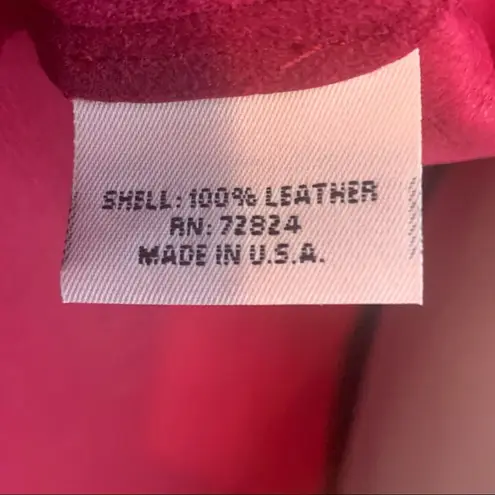 SHELL: 100% LEATHER
RN: 72824
MADE IN U.S.A.